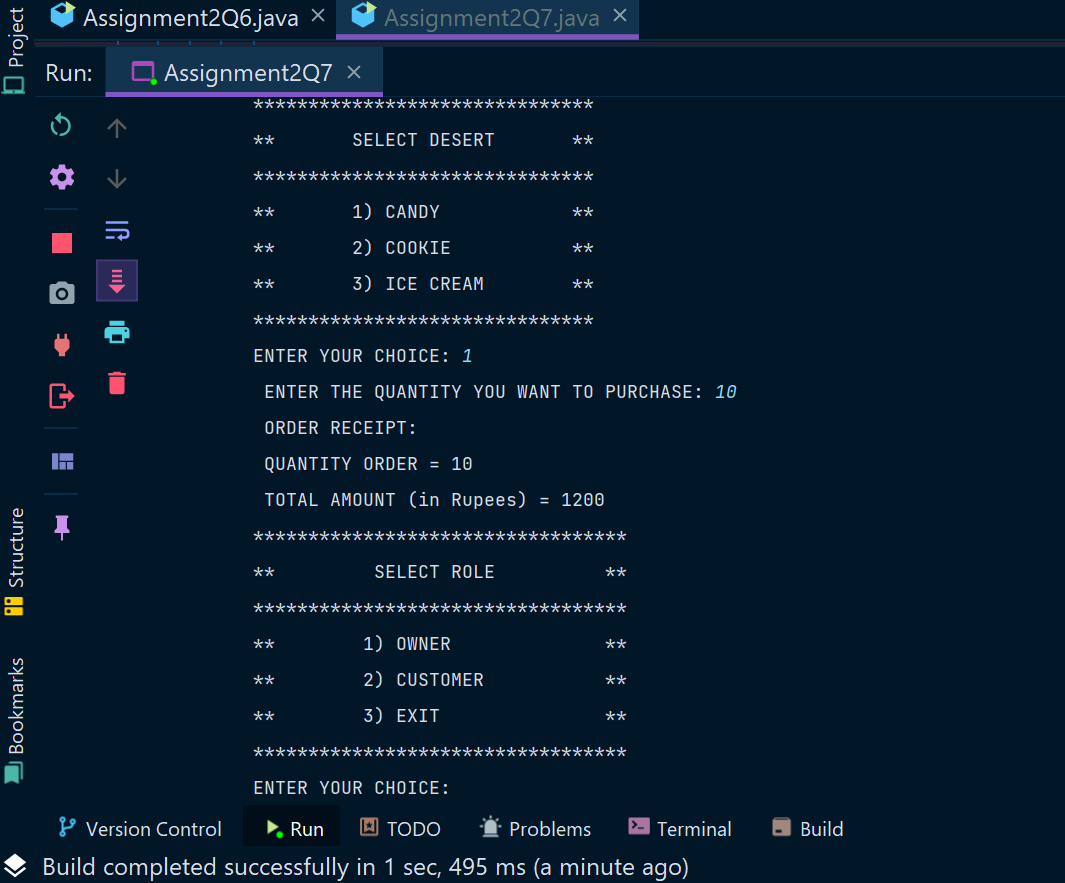 Assignment2Q6.java Assignment2Q7.java
Project
Run: Assignment2Q7
*******************************
** SELECT DESERT **
*******************************
** 1) CANDY **
** 2) COOKIE **
** 3) ICE CREAM **
*******************************
ENTER YOUR CHOICE: 1
ENTER THE QUANTITY YOU WANT TO PURCHASE: 10
ORDER RECEIPT:
QUANTITY ORDER = 10
TOTAL AMOUNT (in Rupees) = 1200
**********************************
** SELECT ROLE **
**********************************
** 1) OWNER **
** 2) CUSTOMER **
** 3) EXIT **
**********************************
ENTER YOUR CHOICE:
Structure
Bookmarks
Version Control Run TODO Problems Terminal Build
Build completed successfully in 1 sec, 495 ms (a minute ago)